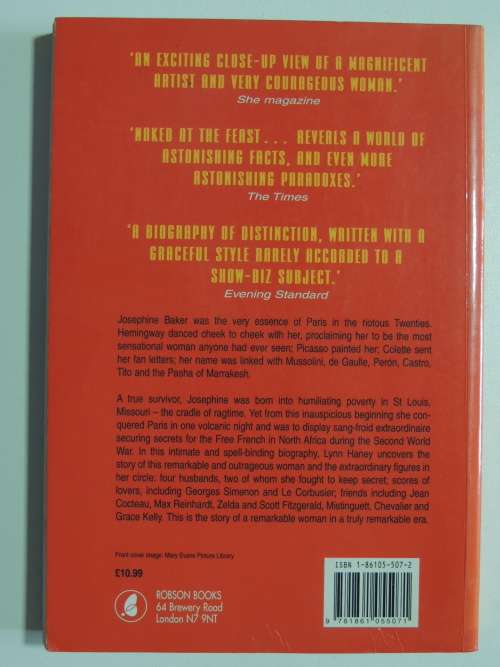 'AN EXCITING CLOSE-UP VIEW OF A MAGNIFICENT
ARTIST AND VERY COURAGEOUS WOMAN.'
She magazine
'NAKED AT THE FEAST... REVEALS A WORLD OF
ASTONISHING FACTS, AND EVEN MORE
ASTONISHING PARADOXES.'
The Times
'A BIOGRAPHY OF DISTINCTION, WRITTEN WITH A
GRACEFUL STYLE RARELY ACCORDED TO A
SHOW-BIZ SUBJECT.'
Evening Standard
Josephine Baker was the very essence of Paris in the riotous Twenties.
Hemingway danced cheek to cheek with her, proclaiming her to be the most
sensational woman anyone had ever seen; Picasso painted her; Colette sent
her fan letters; her name was linked with Mussolini, de Gaulle, Perón, Castro,
Tito and the Pasha of Marrakesh.
A true survivor, Josephine was born into humiliating poverty in St Louis,
Missouri – the cradle of ragtime. Yet from this inauspicious beginning she con-
quered Paris in one volcanic night and was to display sang-froid extraordinaire
securing secrets for the Free French in North Africa during the Second World
War. In this intimate and spell-binding biography, Lynn Haney uncovers the
story of this remarkable and outrageous woman and the extraordinary figures in
her circle: four husbands, two of whom she fought to keep secret; scores of
lovers, including Georges Simenon and Le Corbusier; friends including Jean
Cocteau, Max Reinhardt, Zelda and Scott Fitzgerald, Mistinguett, Chevalier and
Grace Kelly. This is the story of a remarkable woman in a truly remarkable era.
Front cover image: Mary Evans Picture Library
£10.99
ROBSON BOOKS
64 Brewery Road
London N7 9NT
ISBN 1-86105-507-2
9 781861 055071